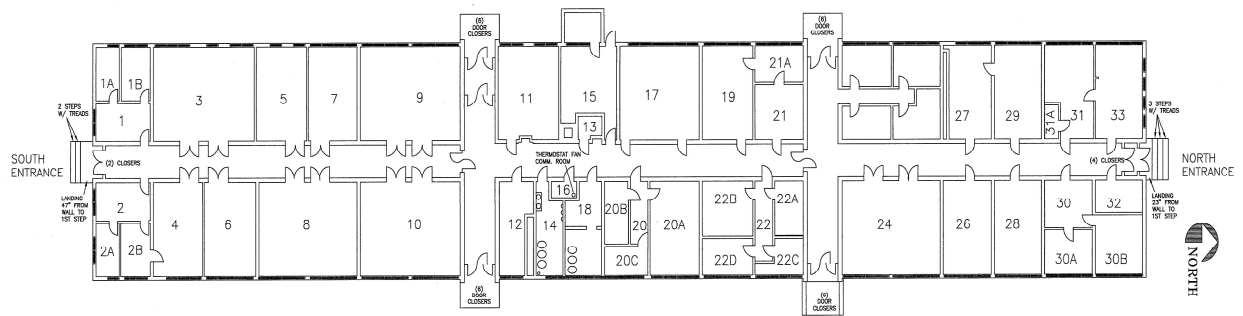 (6)
DOOR
CLOSERS
(6)
DOOR
CLOSERS
1A
1B
3
5
7
9
11
15
17
19
21A
21
27
29
31
31A
33
13
1
2 STEPS
W/ TREADS
3 STEPS
W/ TREADS
SOUTH
ENTRANCE
(2) CLOSERS
THERMOSTAT FAN
COMM. ROOM
(4) CLOSERS
NORTH
ENTRANCE
LANDING
47" FROM
WALL TO
1ST STEP
LANDING
23" FROM
WALL TO
1ST STEP
2
2A
2B
4
6
8
10
12
14
16
18
20B
20
20A
20C
22B
22
22A
22D
22C
24
26
28
30
32
30A
30B
NORTH
(6)
DOOR
CLOSERS
(6)
DOOR
CLOSERS